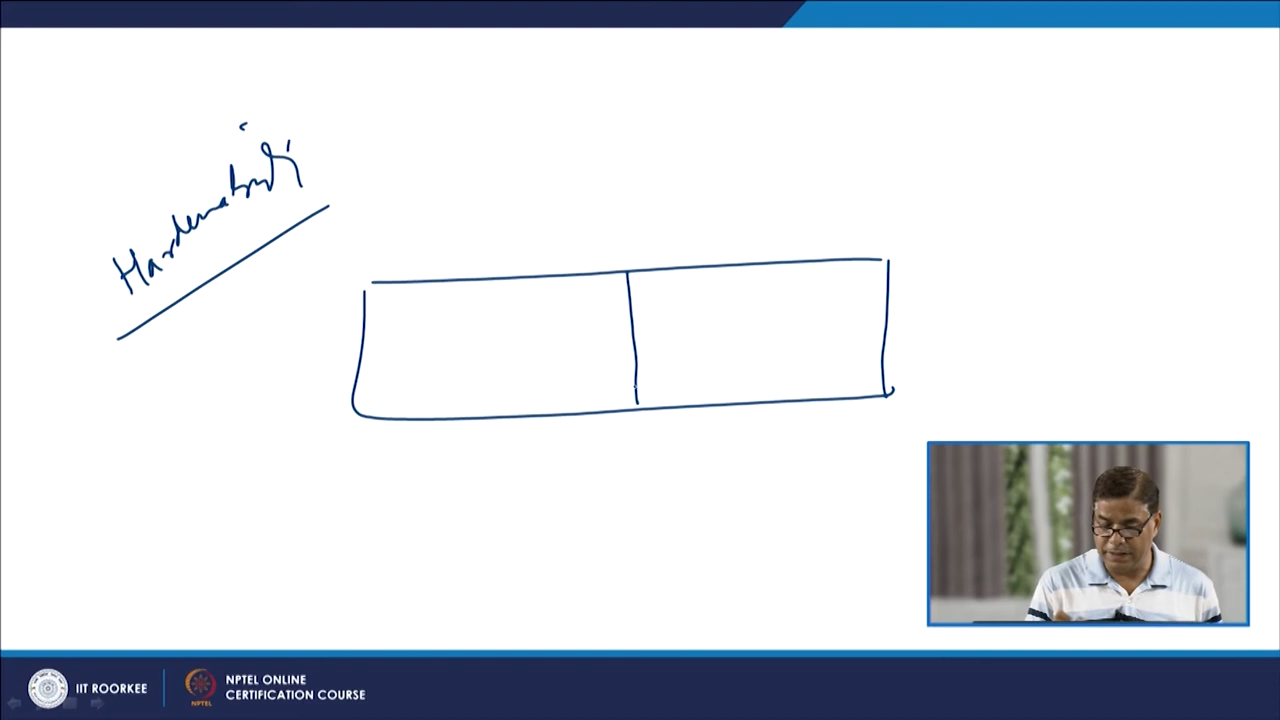 Hardenability
IIT ROORKEE
NPTEL ONLINE
CERTIFICATION COURSE
NPTEL